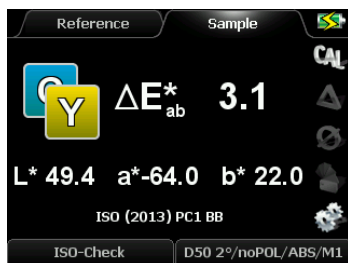 Reference Sample
CAL
C
Y
ΔE*ab 3.1
L* 49.4 a*-64.0 b* 22.0
ISO (2013) PC1 BB
ISO-Check D50 2°/noPOL/ABS/M1